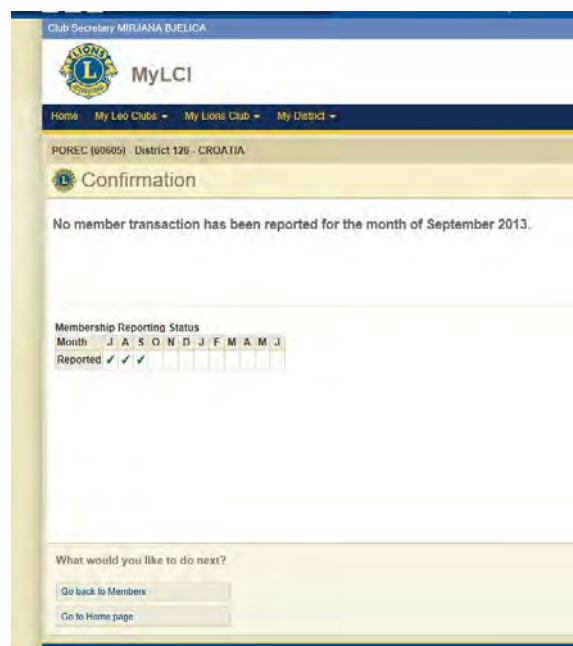 Club Secretary MIRJANA BJELICA
LIONS
L
INTERNATIONAL
MyLCI
Home My Leo Clubs My Lions Club My District
POREC (60605) - District 126 - CROATIA
Confirmation
No member transaction has been reported for the month of September 2013.
Membership Reporting Status
Month J A S O N D J F M A M J
Reported ✓ ✓ ✓
What would you like to do next?
Go back to Members
Go to Home page